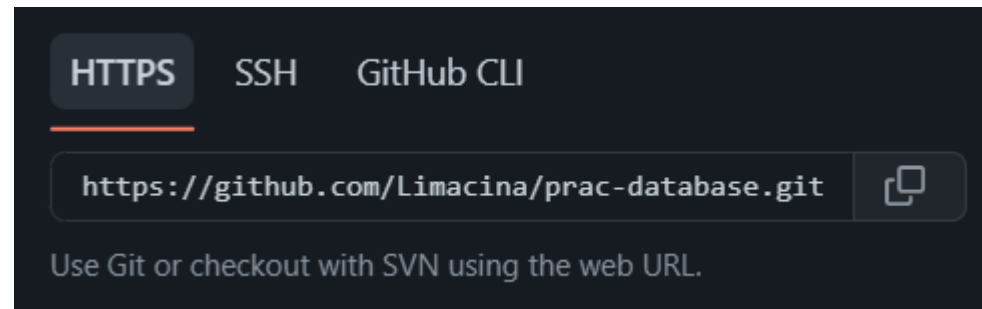 HTTPS SSH GitHub CLI
https://github.com/Limacina/prac-database.git
Use Git or checkout with SVN using the web URL.